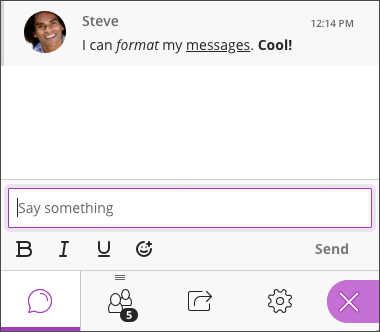 Steve 12:14 PM
I can format my messages. Cool!
Say something
B I U Send
5